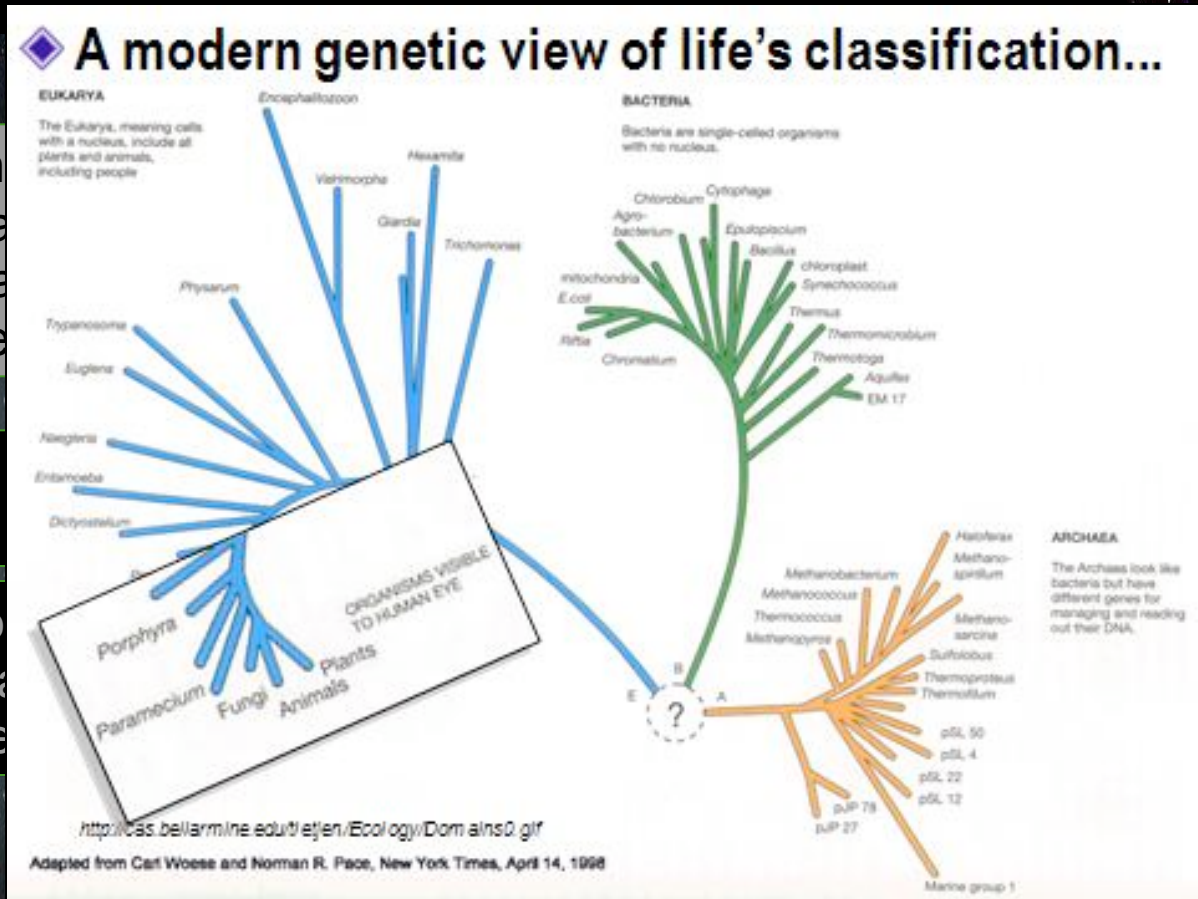 A modern genetic view of life's classification...
EUKARYA
The Eukarya, meaning cells
with a nucleus, include all
plants and animals,
including people
Encephalitozoon
Vairimorpha
Hexamita
Giardia
Trichomonas
Physarum
Trypanosoma
Euglena
Naegleria
Entamoeba
Dictyostelium
Porphyra
Paramecium
Fungi
Animals
Plants
ORGANISMS VISIBLE
TO HUMAN EYE
BACTERIA
Bacteria are single-celled organisms
with no nucleus.
Cytophage
Chlorobium
Agro-
bacterium
Epulopiscium
Bacillus
chloroplast
Synechococcus
mitochondria
E.coli
Riftia
Chromatium
Thermus
Thermomicrobium
Thermotoga
Aquifex
EM 17
E
B
A
?
ARCHAEA
The Archaea look like
bacteria but have
different genes for
managing and reading
out their DNA.
Haloferax
Methano-
spirillum
Methanobacterium
Methanococcus
Thermococcus
Methanopyros
Methano-
sarcina
Sulfolobus
Thermoproteus
Thermofilum
pSL 50
pSL 4
pSL 22
pSL 12
pJP 78
pJP 27
Marine group 1
http://cas.bellarmine.edu/tietjen/Ecology/Domains0.gif
Adapted from Carl Woese and Norman R. Pace, New York Times, April 14, 1998